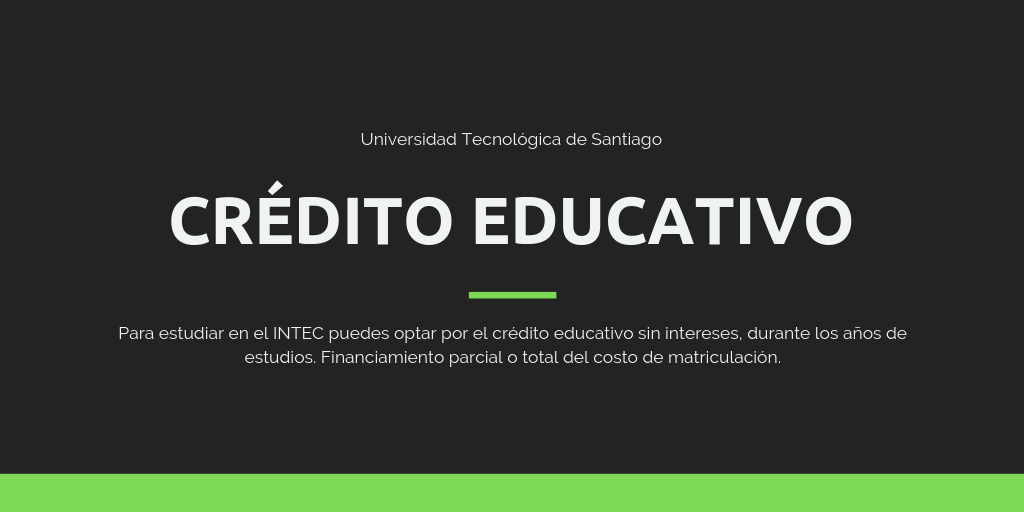 Universidad Tecnológica de Santiago
CRÉDITO EDUCATIVO
Para estudiar en el INTEC puedes optar por el crédito educativo sin intereses, durante los años de
estudios. Financiamiento parcial o total del costo de matriculación.